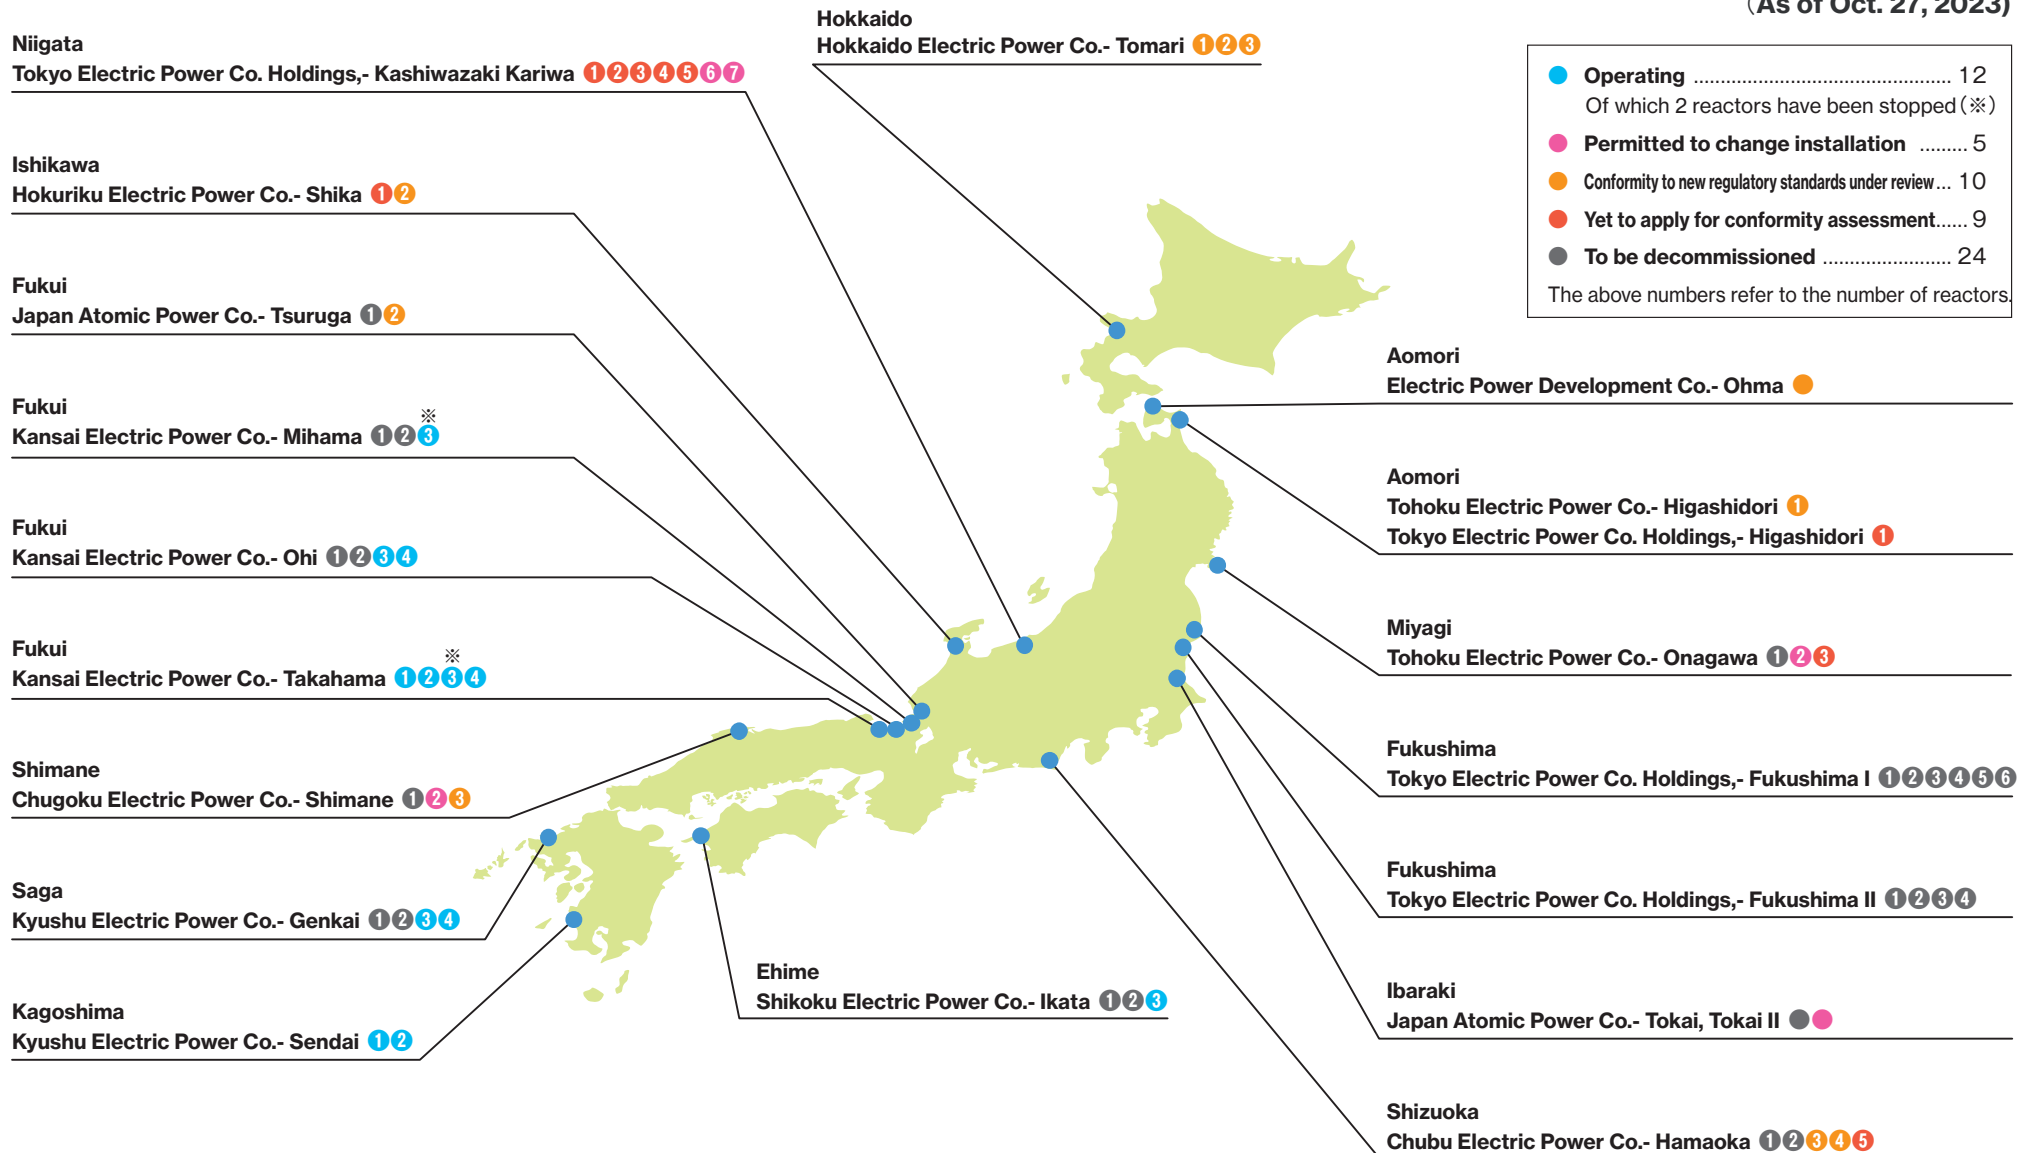 (As of Oct. 27, 2023)
Niigata
Tokyo Electric Power Co. Holdings,- Kashiwazaki Kariwa 1 2 3 4 5 6 7
Ishikawa
Hokuriku Electric Power Co.- Shika 1 2
Fukui
Japan Atomic Power Co.- Tsuruga 1 2
Fukui
※
Kansai Electric Power Co.- Mihama 1 2 3
Fukui
Kansai Electric Power Co.- Ohi 1 2 3 4
Fukui
※
Kansai Electric Power Co.- Takahama 1 2 3 4
Shimane
Chugoku Electric Power Co.- Shimane 1 2 3
Saga
Kyushu Electric Power Co.- Genkai 1 2 3 4
Kagoshima
Kyushu Electric Power Co.- Sendai 1 2
Hokkaido
Hokkaido Electric Power Co.- Tomari 1 2 3
Ehime
Shikoku Electric Power Co.- Ikata 1 2 3
Operating ............................................... 12
Of which 2 reactors have been stopped (※)
Permitted to change installation ......... 5
Conformity to new regulatory standards under review... 10
Yet to apply for conformity assessment...... 9
To be decommissioned ........................ 24
The above numbers refer to the number of reactors.
Aomori
Electric Power Development Co.- Ohma
Aomori
Tohoku Electric Power Co.- Higashidori 1
Tokyo Electric Power Co. Holdings,- Higashidori 1
Miyagi
Tohoku Electric Power Co.- Onagawa 1 2 3
Fukushima
Tokyo Electric Power Co. Holdings,- Fukushima I 1 2 3 4 5 6
Fukushima
Tokyo Electric Power Co. Holdings,- Fukushima II 1 2 3 4
Ibaraki
Japan Atomic Power Co.- Tokai, Tokai II
Shizuoka
Chubu Electric Power Co.- Hamaoka 1 2 3 4 5